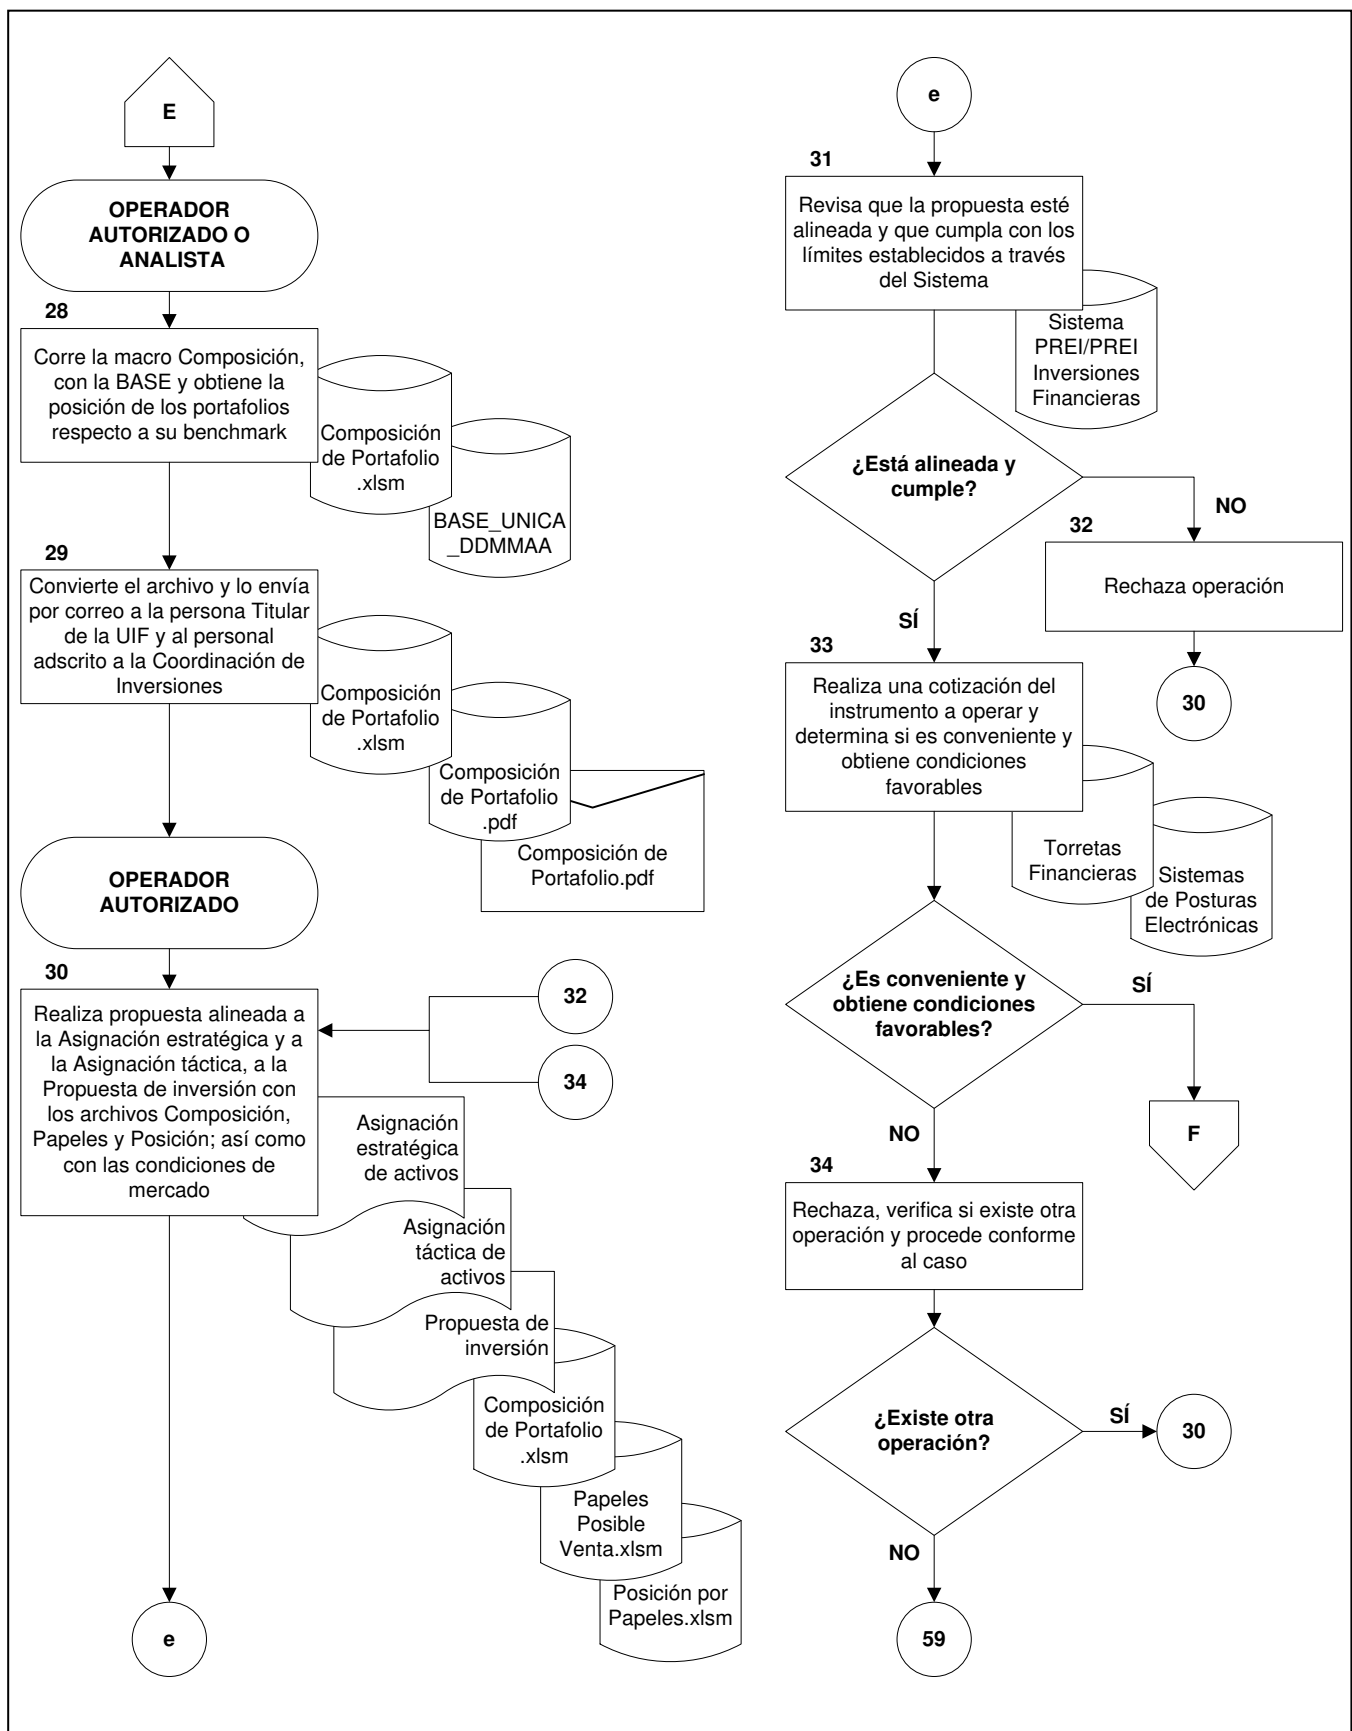 E
OPERADOR
AUTORIZADO O
ANALISTA
28
Corre la macro Composición,
con la BASE y obtiene la
posición de los portafolios
respecto a su benchmark
Composición
de Portafolio
.xlsm
BASE_UNICA
_DDMMAA
29
Convierte el archivo y lo envía
por correo a la persona Titular
de la UIF y al personal
adscrito a la Coordinación de
Inversiones
Composición
de Portafolio
.xlsm
Composición
de Portafolio
.pdf
Composición de
Portafolio.pdf
OPERADOR
AUTORIZADO
30
Realiza propuesta alineada a
la Asignación estratégica y a
la Asignación táctica, a la
Propuesta de inversión con
los archivos Composición,
Papeles y Posición; así como
con las condiciones de
mercado
32
34
Asignación
estratégica
de activos
Asignación
táctica de
activos
Propuesta de
inversión
Composición
de Portafolio
.xlsm
Papeles
Posible
Venta.xlsm
Posición por
Papeles.xlsm
e
e
31
Revisa que la propuesta esté
alineada y que cumpla con los
límites establecidos a través
del Sistema
Sistema
PREI/PREI
Inversiones
Financieras
¿Está alineada y
cumple?
NO
32
Rechaza operación
30
SÍ
33
Realiza una cotización del
instrumento a operar y
determina si es conveniente y
obtiene condiciones
favorables
Torretas
Financieras
Sistemas
de Posturas
Electrónicas
¿Es conveniente y
obtiene condiciones
favorables?
SÍ
F
NO
34
Rechaza, verifica si existe otra
operación y procede conforme
al caso
¿Existe otra
operación?
SÍ
30
NO
59